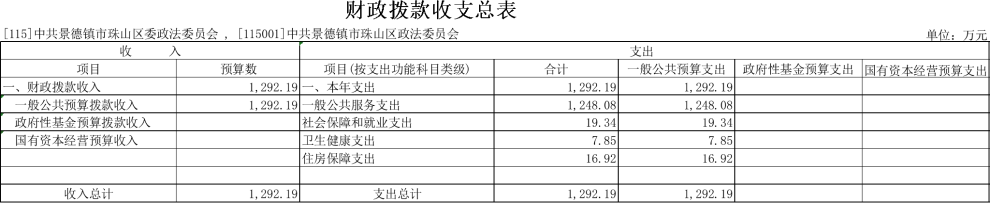 财政拨款收支总表
[115]中共景德镇市珠山区委政法委员会 , [115001]中共景德镇市珠山区政法委员会 单位：万元
收 入 支出
项目 预算数 项目(按支出功能科目类级) 合计 一般公共预算支出 政府性基金预算支出 国有资本经营预算支出
一、财政拨款收入 1,292.19 一、本年支出 1,292.19 1,292.19
一般公共预算拨款收入 1,292.19 一般公共服务支出 1,248.08 1,248.08
政府性基金预算拨款收入 社会保障和就业支出 19.34 19.34
国有资本经营预算收入 卫生健康支出 7.85 7.85
住房保障支出 16.92 16.92
收入总计 1,292.19 支出总计 1,292.19 1,292.19